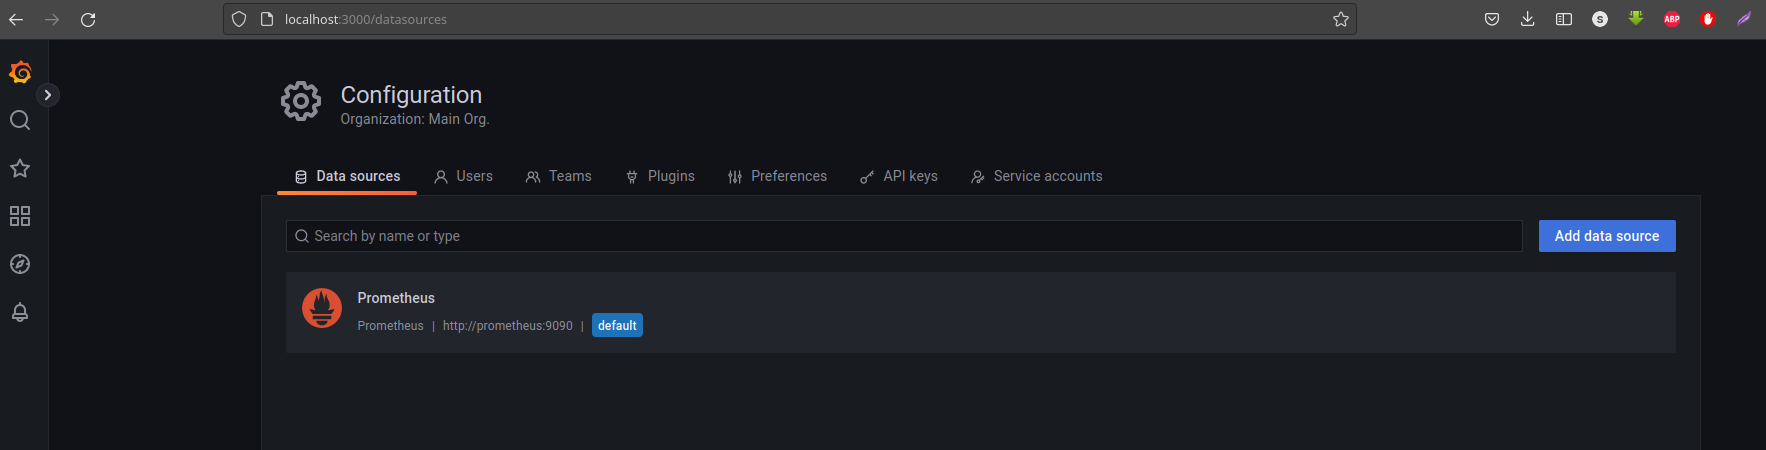 localhost:3000/datasources
S
ABP
Configuration
Organization: Main Org.
Data sources Users Teams Plugins Preferences API keys Service accounts
Search by name or type Add data source
Prometheus
Prometheus | http://prometheus:9090 | default